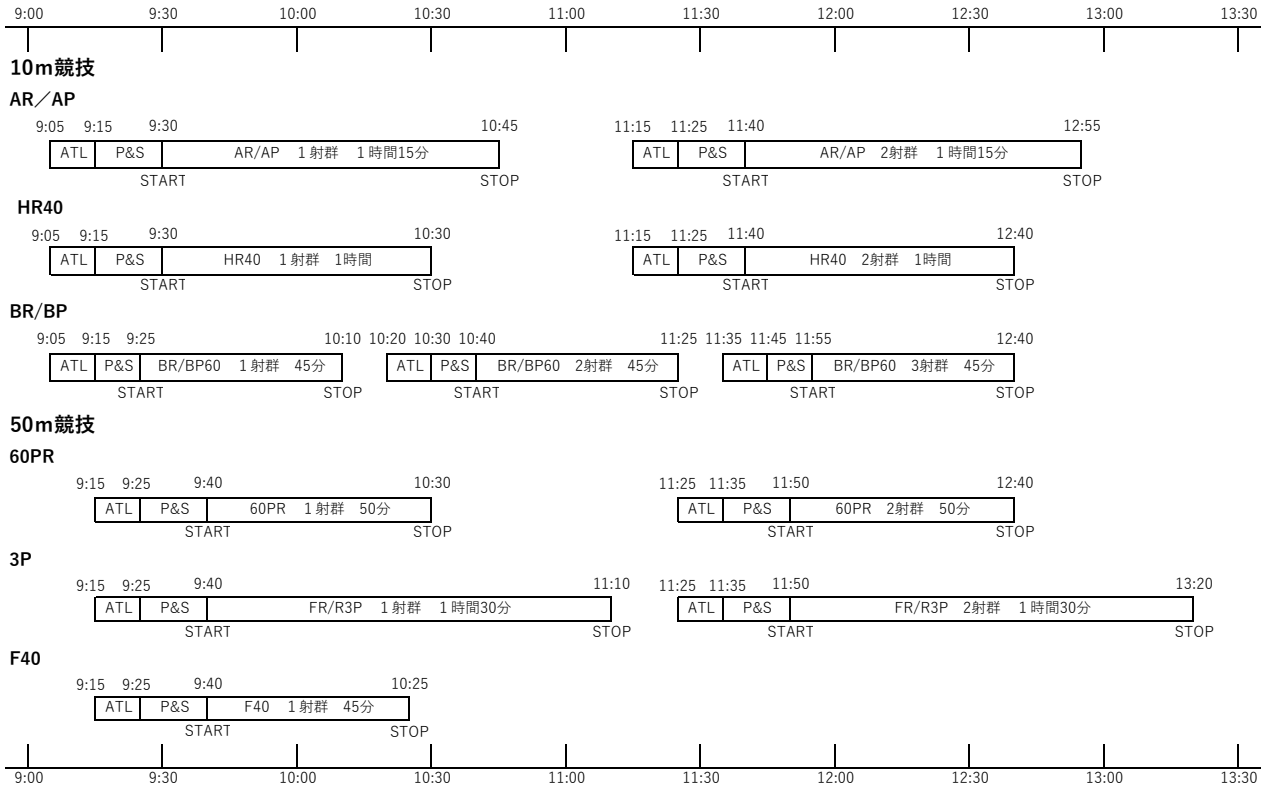 9:00 9:30 10:00 10:30 11:00 11:30 12:00 12:30 13:00 13:30
10m競技
AR／AP
9:05 9:15 9:30 10:45 11:15 11:25 11:40 12:55
ATL P&S AR/AP 1射群 1時間15分 ATL P&S AR/AP 2射群 1時間15分
START STOP START STOP
HR40
9:05 9:15 9:30 10:30 11:15 11:25 11:40 12:40
ATL P&S HR40 1射群 1時間 ATL P&S HR40 2射群 1時間
START STOP START STOP
BR/BP
9:05 9:15 9:25 10:10 10:20 10:30 10:40 11:25 11:35 11:45 11:55 12:40
ATL P&S BR/BP60 1射群 45分 ATL P&S BR/BP60 2射群 45分 ATL P&S BR/BP60 3射群 45分
START STOP START STOP START STOP
50m競技
60PR
9:15 9:25 9:40 10:30 11:25 11:35 11:50 12:40
ATL P&S 60PR 1射群 50分 ATL P&S 60PR 2射群 50分
START STOP START STOP
3P
9:15 9:25 9:40 11:10 11:25 11:35 11:50 13:20
ATL P&S FR/R3P 1射群 1時間30分 ATL P&S FR/R3P 2射群 1時間30分
START STOP START STOP
F40
9:15 9:25 9:40 10:25
ATL P&S F40 1射群 45分
START STOP
9:00 9:30 10:00 10:30 11:00 11:30 12:00 12:30 13:00 13:30